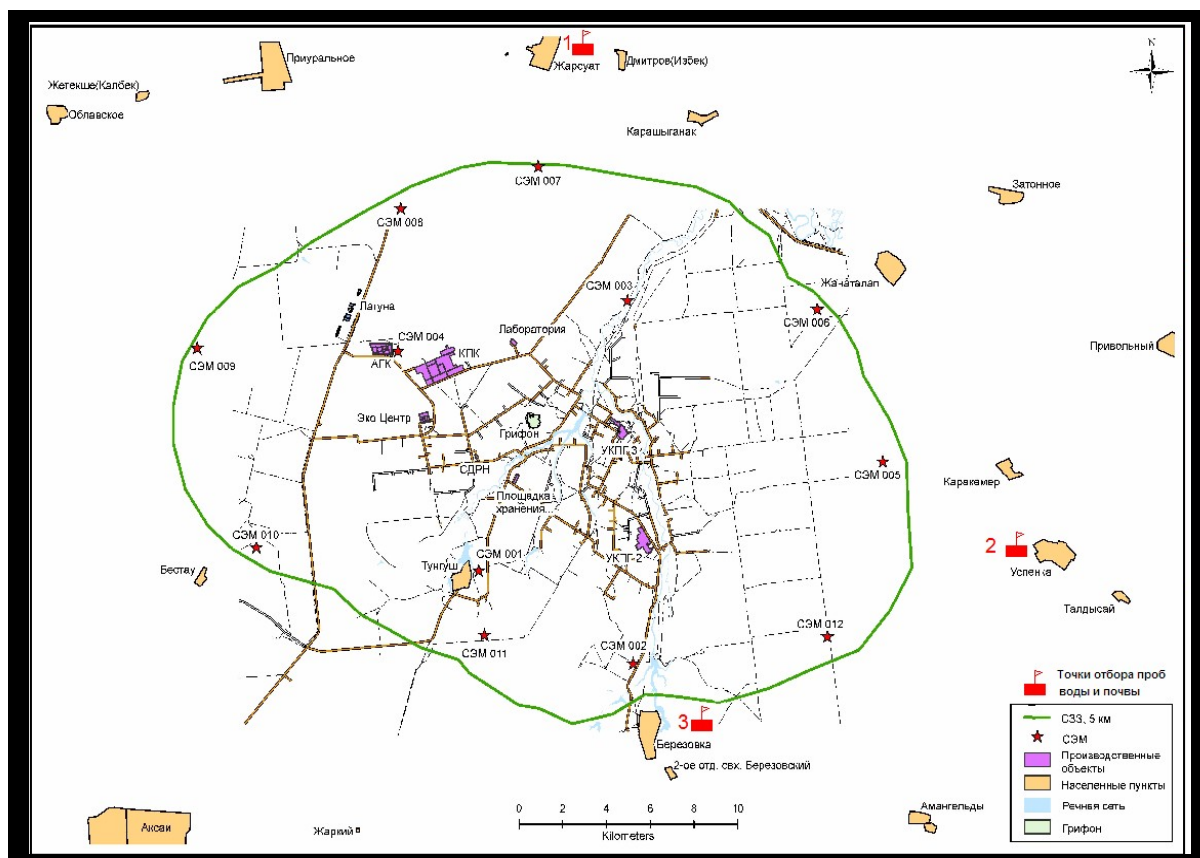 Приуральное
1
Жарсуат
Дмитров(Избек)
N
Жетекше(Калбек)
Облавское
Карашыганак
СЭМ 007
Затонное
СЭМ 008
СЭМ 003
Жанаталап
СЭМ 006
Лагуна
Лаборатория
СЭМ 004
КПК
АГК
СЭМ 009
Привольный
Эко Центр
Грифон
УКПГ-3
СДРН
СЭМ 005
Каракемер
Площадка
хранения...
СЭМ 010
2
Успенка
УКПГ-2
СЭМ 001
Тунгуш
Бестау
Талдысай
СЭМ 012
СЭМ 002
СЭМ 011
Точки отбора проб
воды и почвы
3
СЗЗ, 5 км
СЭМ
Березовка
Производственные
объекты
2-ое отд. свх. Березовский
Населенные пункты
Речная сеть
Грифон
Амангельды
0 2 4 6 8 10
Kilometers
Аксай
Жаркий